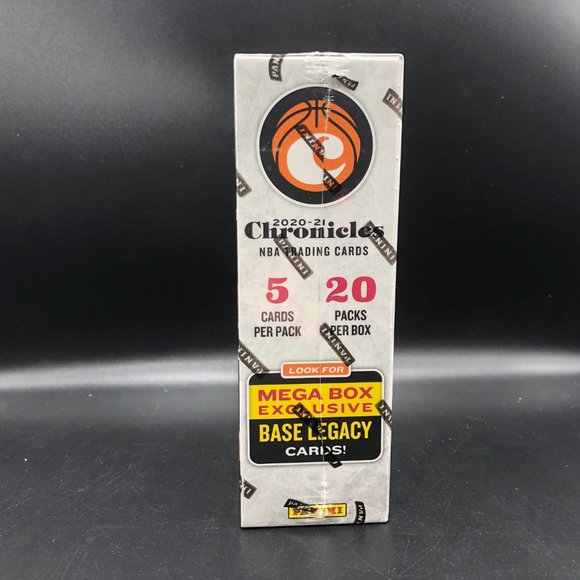 2020-21
Chronicles
NBA TRADING CARDS
5 20
CARDS PACKS
PER PACK PER BOX
LOOK FOR
MEGA BOX
EXCLUSIVE
BASE LEGACY
CARDS!
PANINI